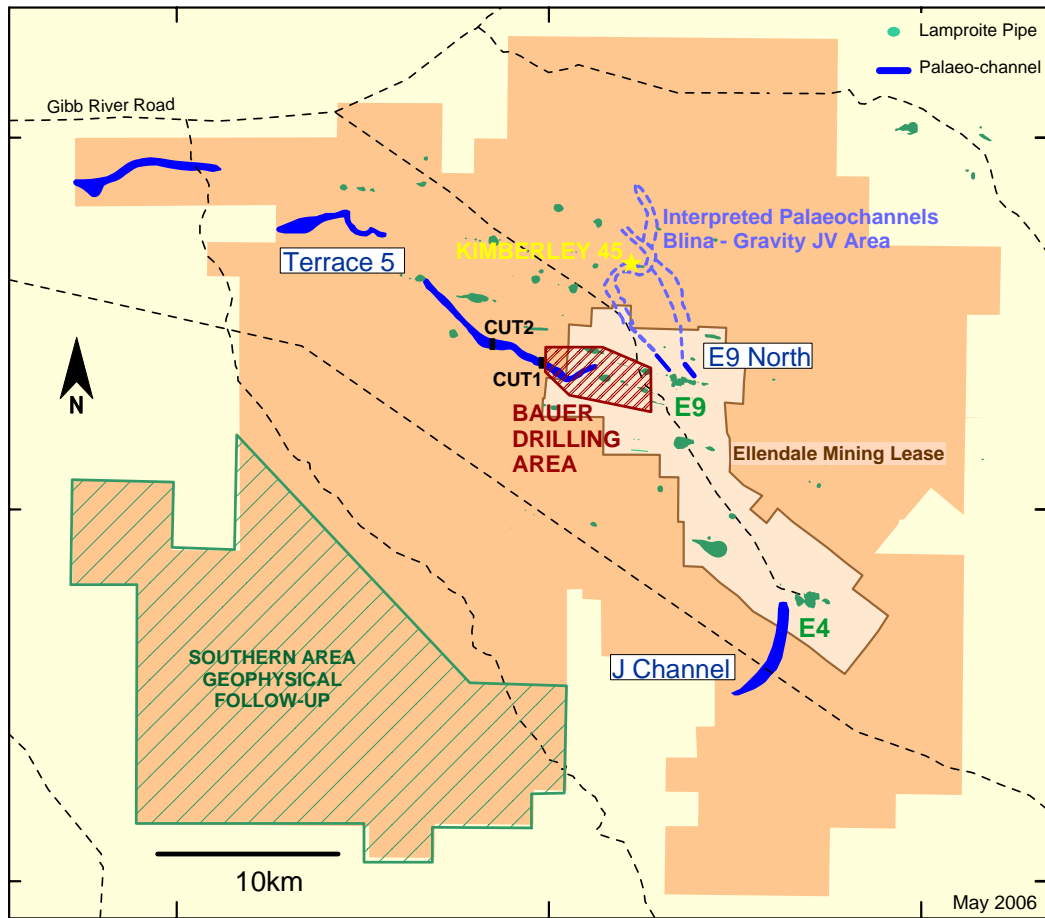 Lamproite Pipe
Palaeo-channel
Gibb River Road
Interpreted Palaeochannels
Blina - Gravity JV Area
KIMBERLEY 45
Terrace 5
CUT2
CUT1
E9 North
E9
BAUER
DRILLING
AREA
Ellendale Mining Lease
N
E4
J Channel
SOUTHERN AREA
GEOPHYSICAL
FOLLOW-UP
10km
May 2006